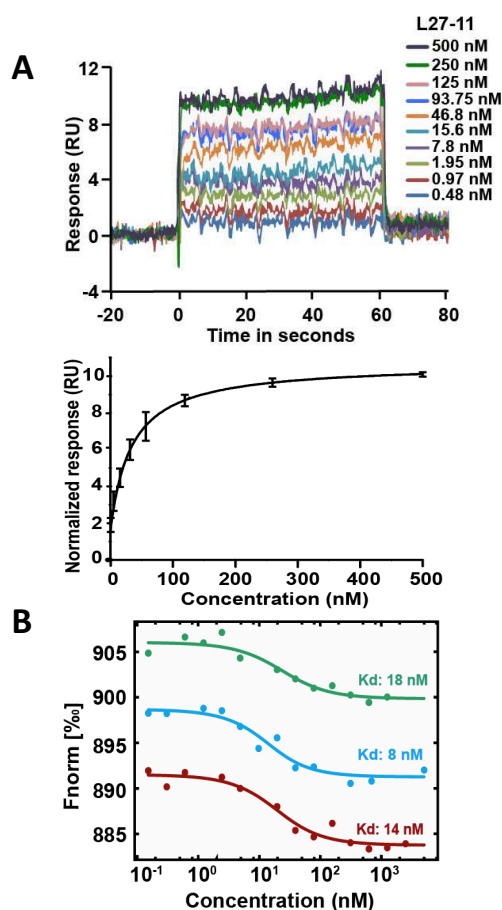 L27-11
A
500 nM
250 nM
125 nM
93.75 nM
46.8 nM
15.6 nM
7.8 nM
1.95 nM
0.97 nM
0.48 nM
Response (RU)
12
8
4
0
-4
-20 0 20 40 60 80
Time in seconds
Normalized response (RU)
10
8
6
4
2
0
0 100 200 300 400 500
Concentration (nM)
B
Fnorm [‰]
905
900
895
890
885
Kd: 18 nM
Kd: 8 nM
Kd: 14 nM
10-1 100 101 102 103
Concentration (nM)